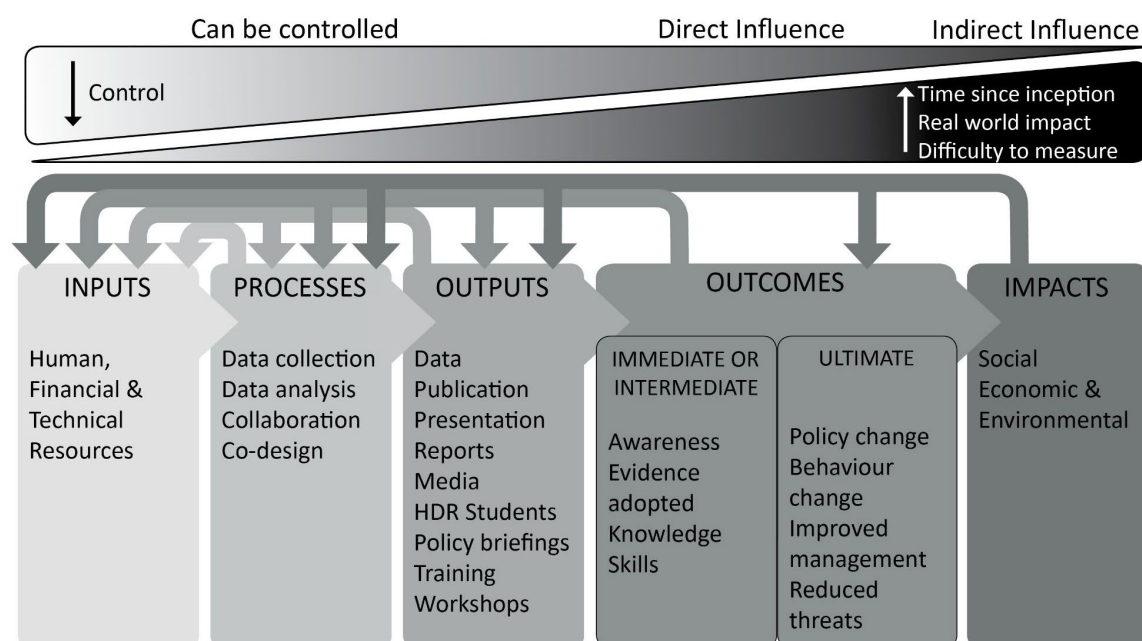 Can be controlled
Direct Influence
Indirect Influence
Control
Time since inception
Real world impact
Difficulty to measure
INPUTS
Human,
Financial &
Technical
Resources
PROCESSES
Data collection
Data analysis
Collaboration
Co-design
OUTPUTS
Data
Publication
Presentation
Reports
Media
HDR Students
Policy briefings
Training
Workshops
OUTCOMES
IMMEDIATE OR
INTERMEDIATE
Awareness
Evidence
adopted
Knowledge
Skills
ULTIMATE
Policy change
Behaviour
change
Improved
management
Reduced
threats
IMPACTS
Social
Economic &
Environmental